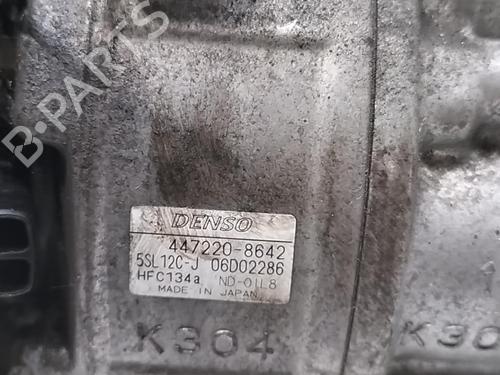 B-PARTS
DENSO
447220-8642
5SL12C-J 06D02286
HFC134a ND-OIL8
MADE IN JAPAN
K304
K30